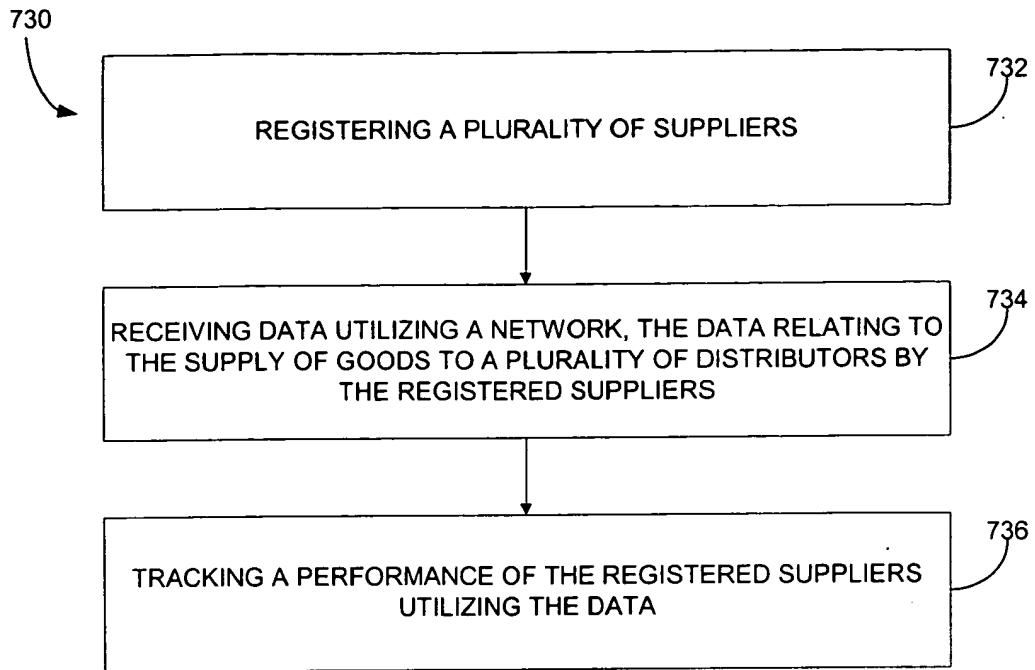 730
732
REGISTERING A PLURALITY OF SUPPLIERS
734
RECEIVING DATA UTILIZING A NETWORK, THE DATA RELATING TO
THE SUPPLY OF GOODS TO A PLURALITY OF DISTRIBUTORS BY
THE REGISTERED SUPPLIERS
736
TRACKING A PERFORMANCE OF THE REGISTERED SUPPLIERS
UTILIZING THE DATA